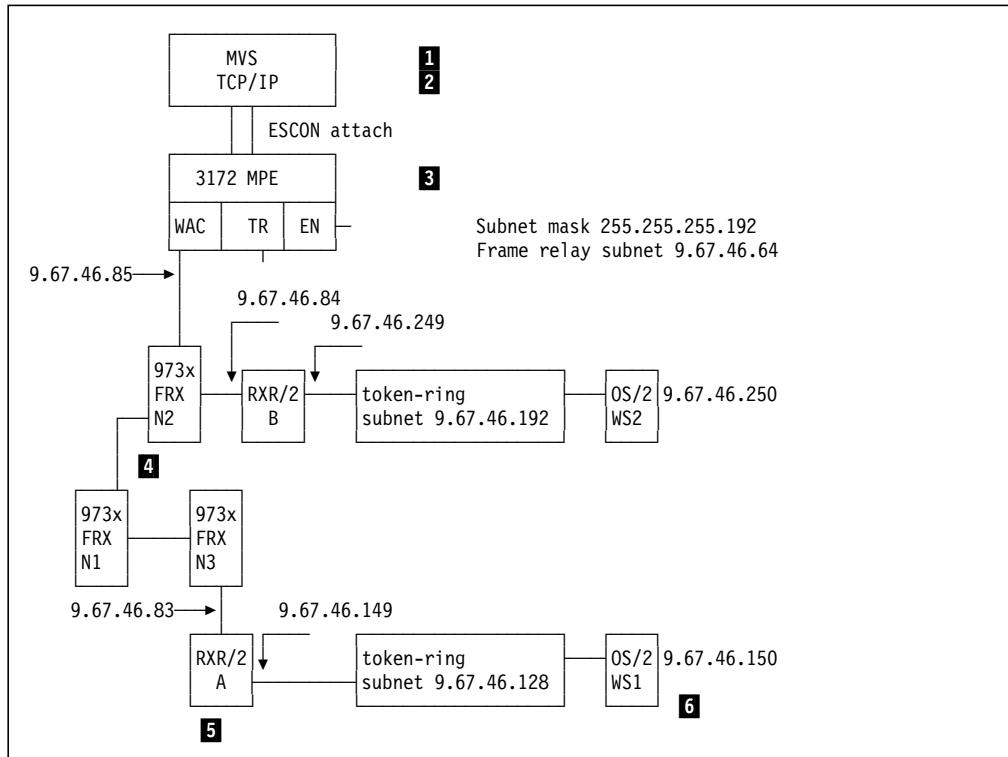 MVS
TCP/IP
1
2
ESCON attach
3172 MPE
3
WAC TR EN
Subnet mask 255.255.255.192
Frame relay subnet 9.67.46.64
9.67.46.85
9.67.46.84
9.67.46.249
973x
FRX
N2
RXR/2
B
token-ring
subnet 9.67.46.192
OS/2
WS2
9.67.46.250
4
973x
FRX
N1
973x
FRX
N3
9.67.46.83
9.67.46.149
RXR/2
A
token-ring
subnet 9.67.46.128
OS/2
WS1
9.67.46.150
5
6